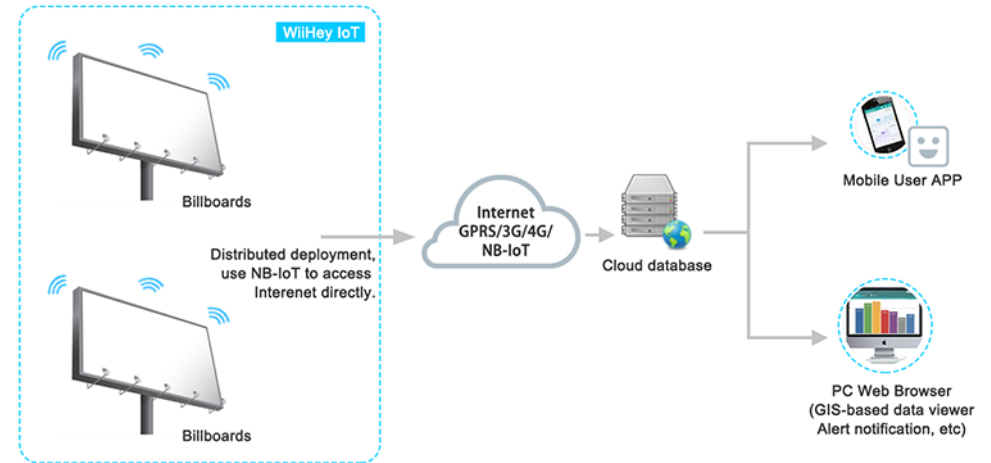 WiiHey IoT
Billboards
Distributed deployment,
use NB-IoT to access
Interenet directly.
Billboards
Internet
GPRS/3G/4G/
NB-IoT
Cloud database
Mobile User APP
PC Web Browser
(GIS-based data viewer
Alert notification, etc)